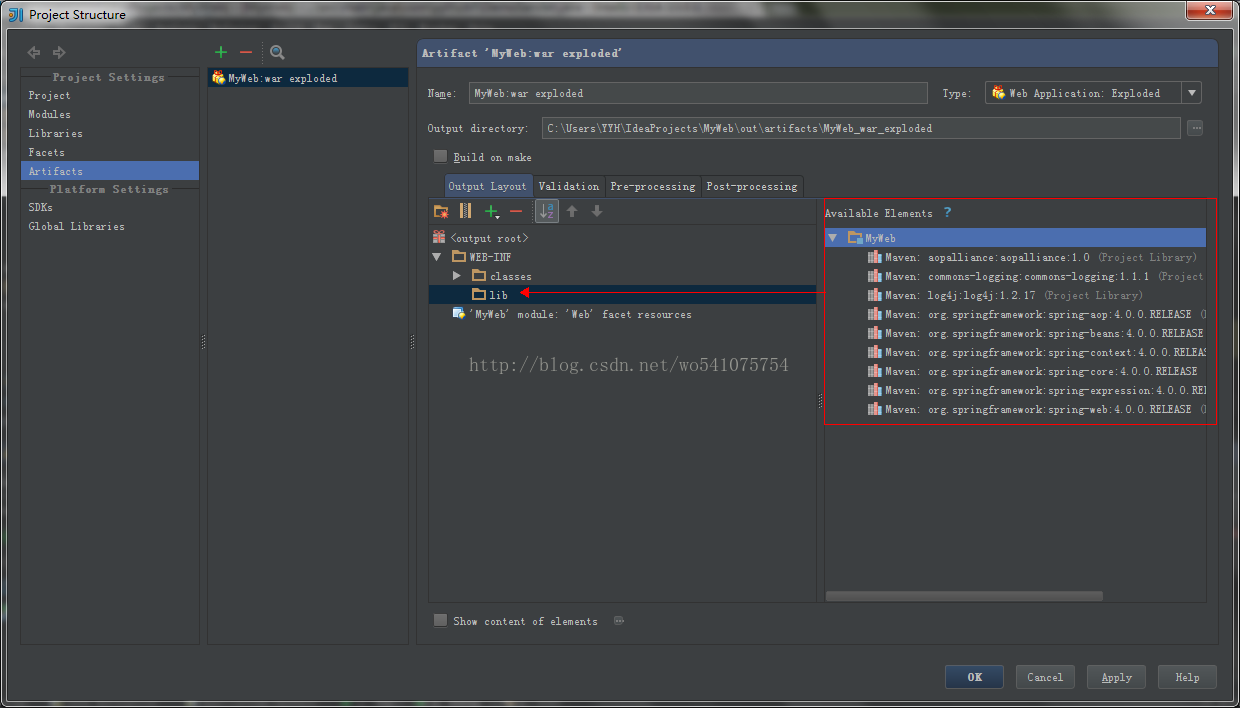 Project Structure
Project Settings
Project
Modules
Libraries
Facets
Artifacts
Platform Settings
SDKs
Global Libraries
MyWeb:war exploded
Artifact 'MyWeb:war exploded'
Name: MyWeb:war exploded Type: Web Application: Exploded
Output directory: C:\Users\YYH\IdeaProjects\MyWeb\out\artifacts\MyWeb_war_exploded
Build on make
Output Layout Validation Pre-processing Post-processing
<output root>
WEB-INF
classes
lib
'MyWeb' module: 'Web' facet resources
http://blog.csdn.net/wo541075754
Available Elements ?
MyWeb
Maven: aopalliance:aopalliance:1.0 (Project Library)
Maven: commons-logging:commons-logging:1.1.1 (Project
Maven: log4j:log4j:1.2.17 (Project Library)
Maven: org.springframework:spring-aop:4.0.0.RELEASE (
Maven: org.springframework:spring-beans:4.0.0.RELEASE
Maven: org.springframework:spring-context:4.0.0.RELEA
Maven: org.springframework:spring-core:4.0.0.RELEASE
Maven: org.springframework:spring-expression:4.0.0.RE
Maven: org.springframework:spring-web:4.0.0.RELEASE (
Show content of elements
OK Cancel Apply Help